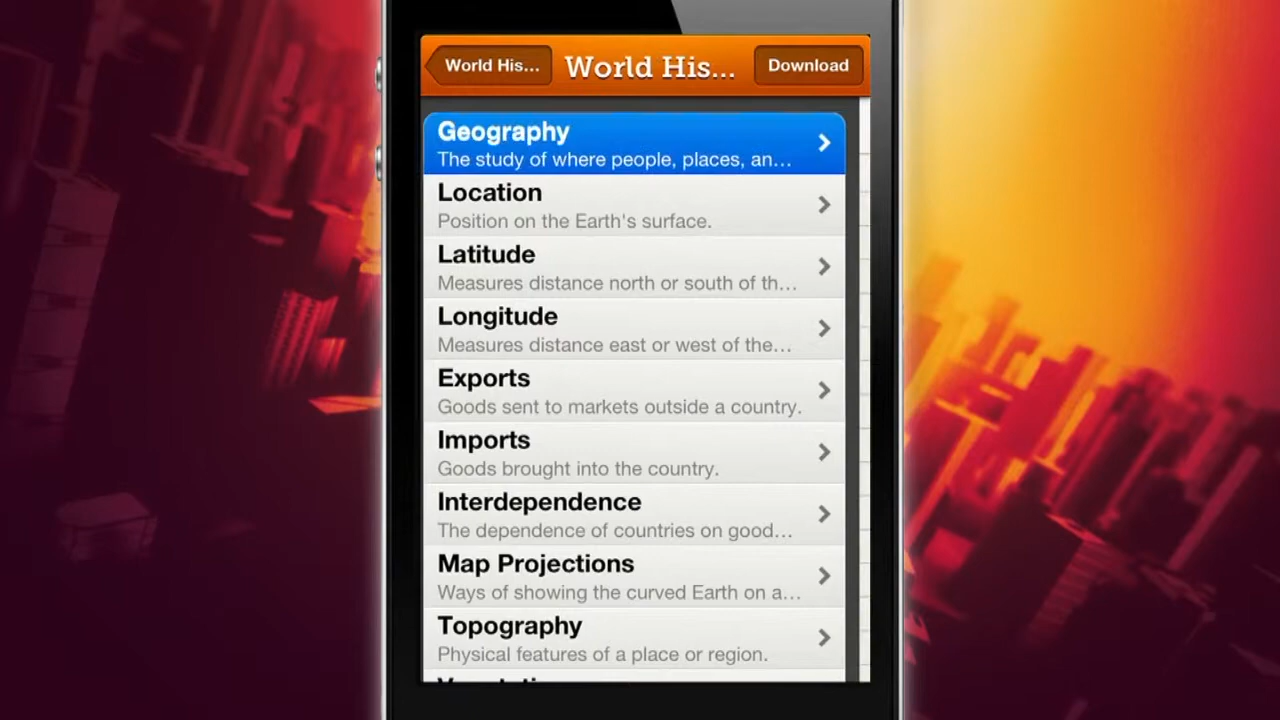 World His...
World His...
Download
Geography
The study of where people, places, an...
Location
Position on the Earth's surface.
Latitude
Measures distance north or south of th...
Longitude
Measures distance east or west of the...
Exports
Goods sent to markets outside a country.
Imports
Goods brought into the country.
Interdependence
The dependence of countries on good...
Map Projections
Ways of showing the curved Earth on a...
Topography
Physical features of a place or region.